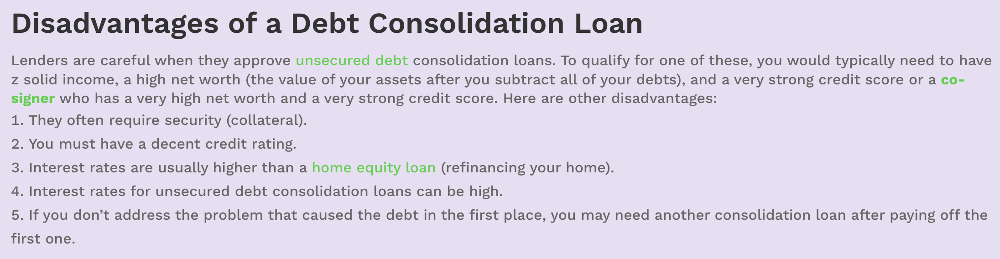 Disadvantages of a Debt Consolidation Loan
Lenders are careful when they approve unsecured debt consolidation loans. To qualify for one of these, you would typically need to have
z solid income, a high net worth (the value of your assets after you subtract all of your debts), and a very strong credit score or a co-
signer who has a very high net worth and a very strong credit score. Here are other disadvantages:
1. They often require security (collateral).
2. You must have a decent credit rating.
3. Interest rates are usually higher than a home equity loan (refinancing your home).
4. Interest rates for unsecured debt consolidation loans can be high.
5. If you don’t address the problem that caused the debt in the first place, you may need another consolidation loan after paying off the
first one.